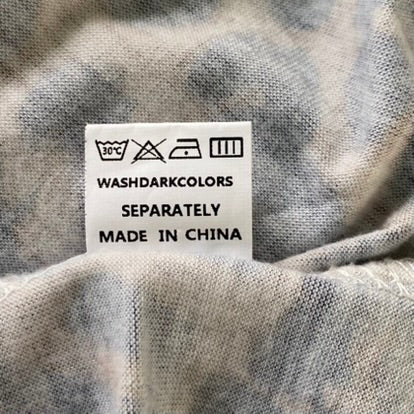 30°C
WASHDARKCOLORS
SEPARATELY
MADE IN CHINA